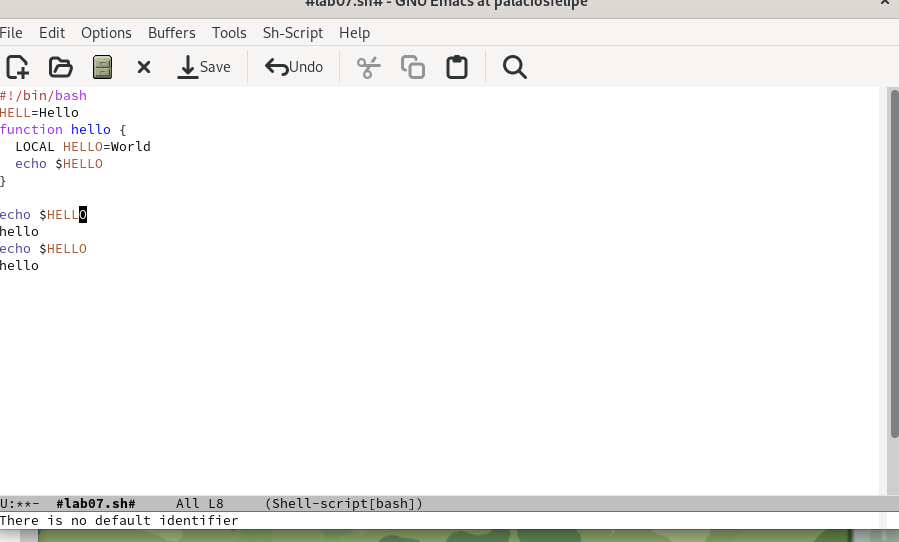 #lab07.sh# - GNU Emacs at palaciosfelipe
File Edit Options Buffers Tools Sh-Script Help
Save Undo
#!/bin/bash
HELL=Hello
function hello {
  LOCAL HELLO=World
  echo $HELLO
}
echo $HELLO
hello
echo $HELLO
hello
U:**-  #lab07.sh#     All L8     (Shell-script[bash])
There is no default identifier